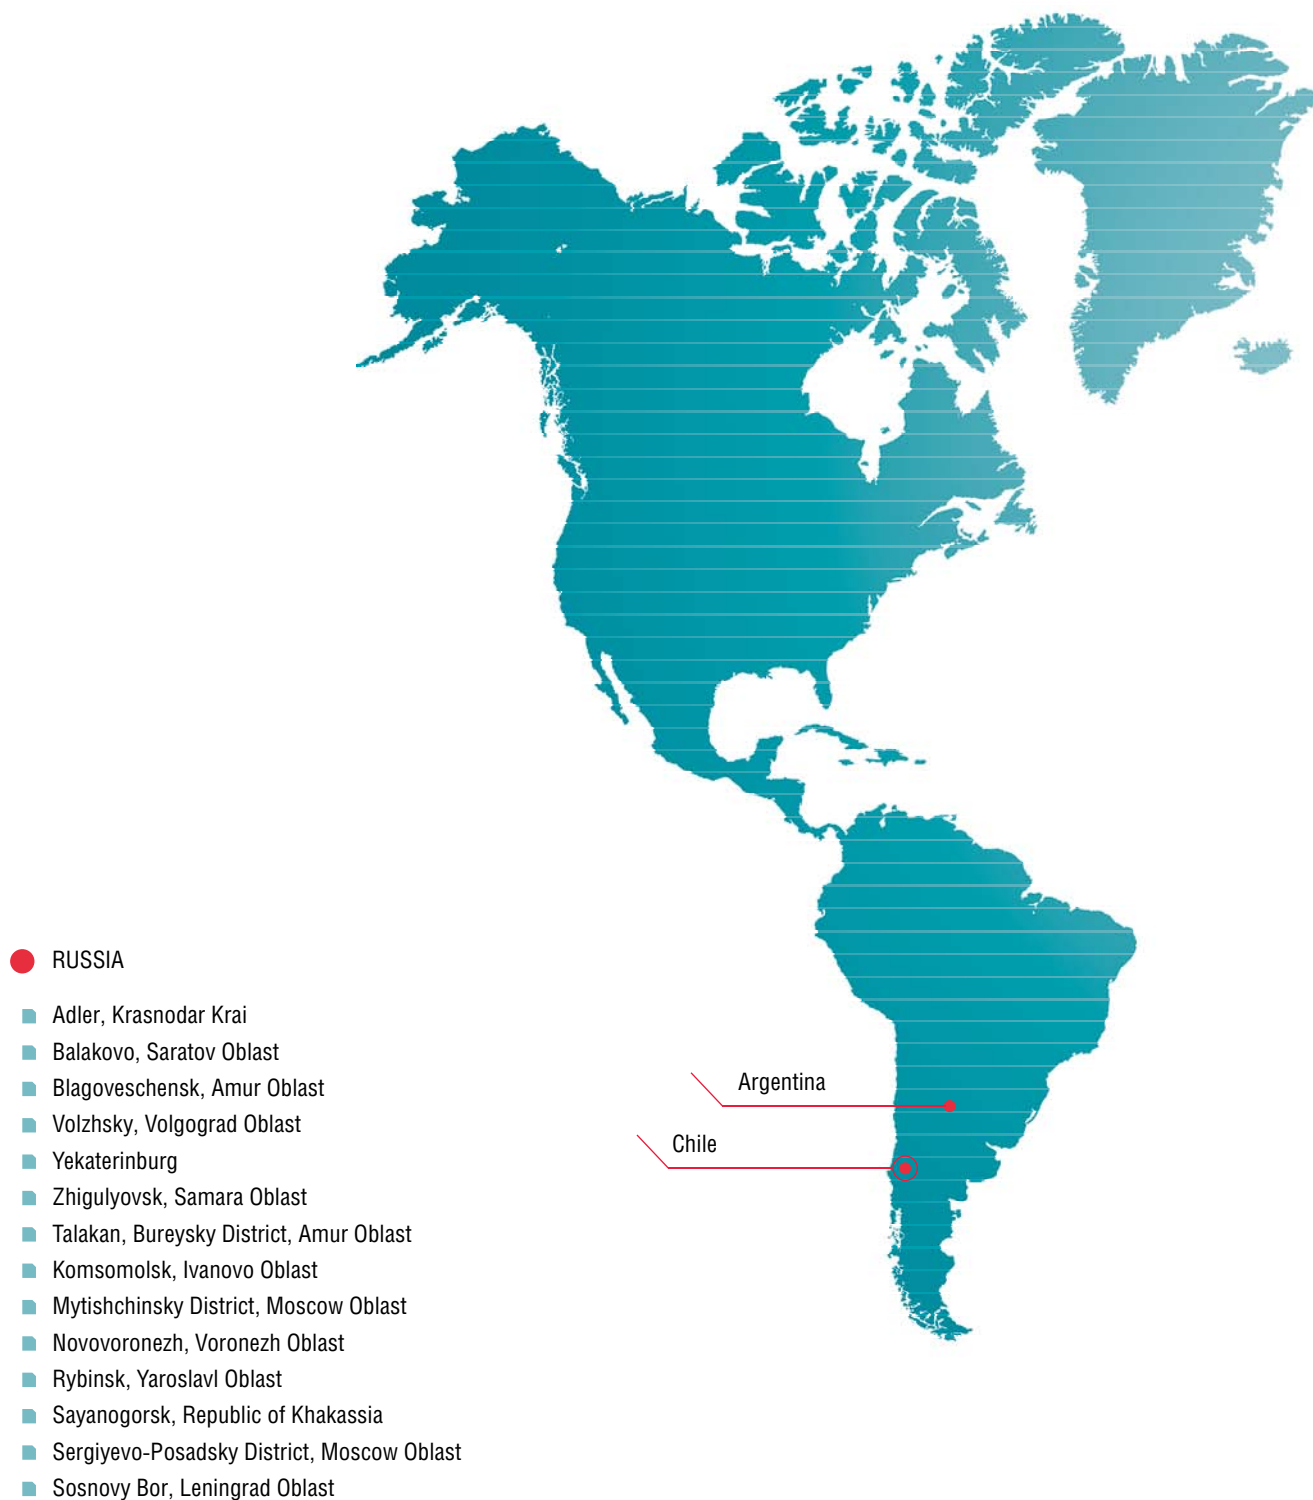 RUSSIA
Adler, Krasnodar Krai
Balakovo, Saratov Oblast
Blagoveschensk, Amur Oblast
Volzhsky, Volgograd Oblast
Yekaterinburg
Zhigulyovsk, Samara Oblast
Talakan, Bureysky District, Amur Oblast
Komsomolsk, Ivanovo Oblast
Mytishchinsky District, Moscow Oblast
Novovoronezh, Voronezh Oblast
Rybinsk, Yaroslavl Oblast
Sayanogorsk, Republic of Khakassia
Sergiyevo-Posadsky District, Moscow Oblast
Sosnovy Bor, Leningrad Oblast
Argentina
Chile